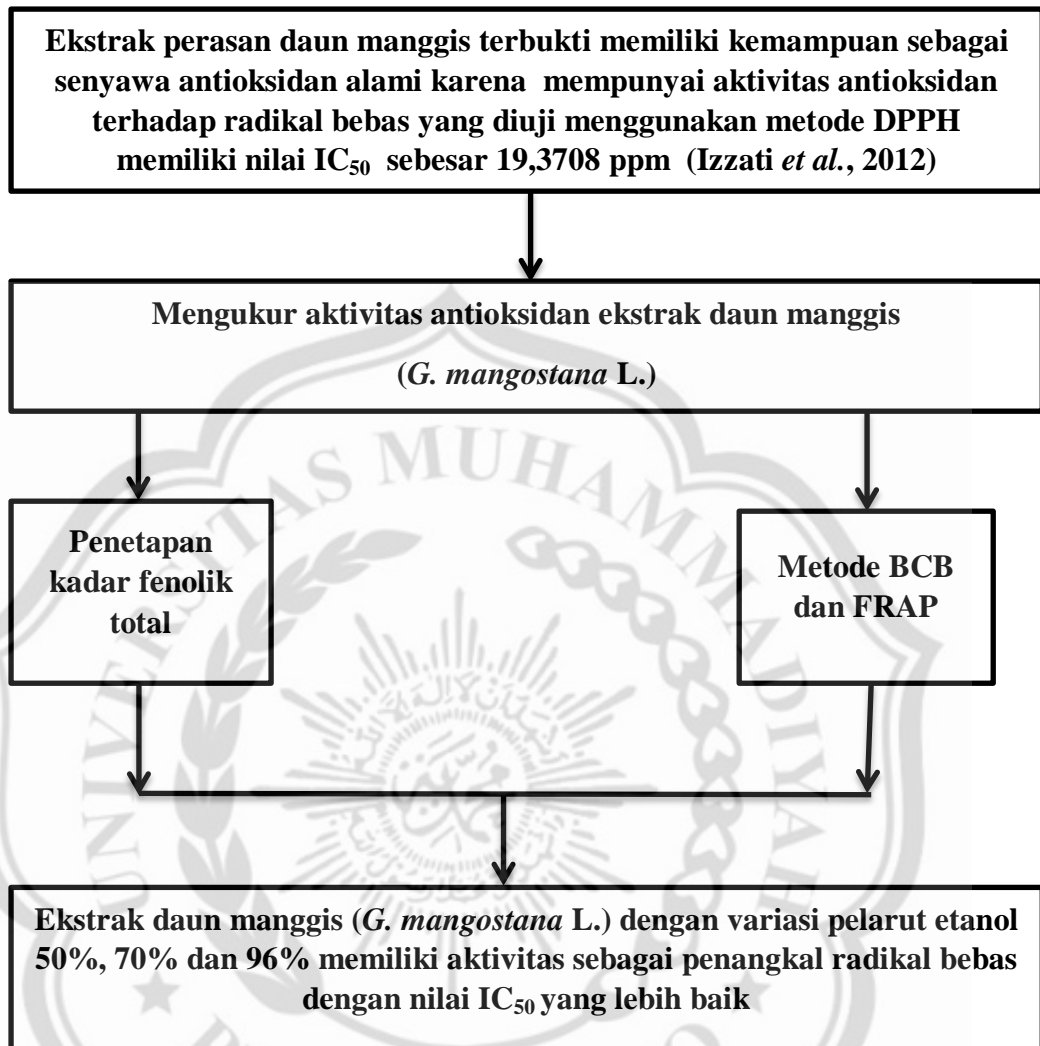 Ekstrak perasan daun manggis terbukti memiliki kemampuan sebagai
senyawa antioksidan alami karena mempunyai aktivitas antioksidan
terhadap radikal bebas yang diuji menggunakan metode DPPH
memiliki nilai IC50 sebesar 19,3708 ppm (Izzati et al., 2012)
Mengukur aktivitas antioksidan ekstrak daun manggis
(G. mangostana L.)
UNIVERSITAS MUHAMMADIYAH
Penetapan
kadar fenolik
total
Metode BCB
dan FRAP
Ekstrak daun manggis (G. mangostana L.) dengan variasi pelarut etanol
50%, 70% dan 96% memiliki aktivitas sebagai penangkal radikal bebas
dengan nilai IC50 yang lebih baik